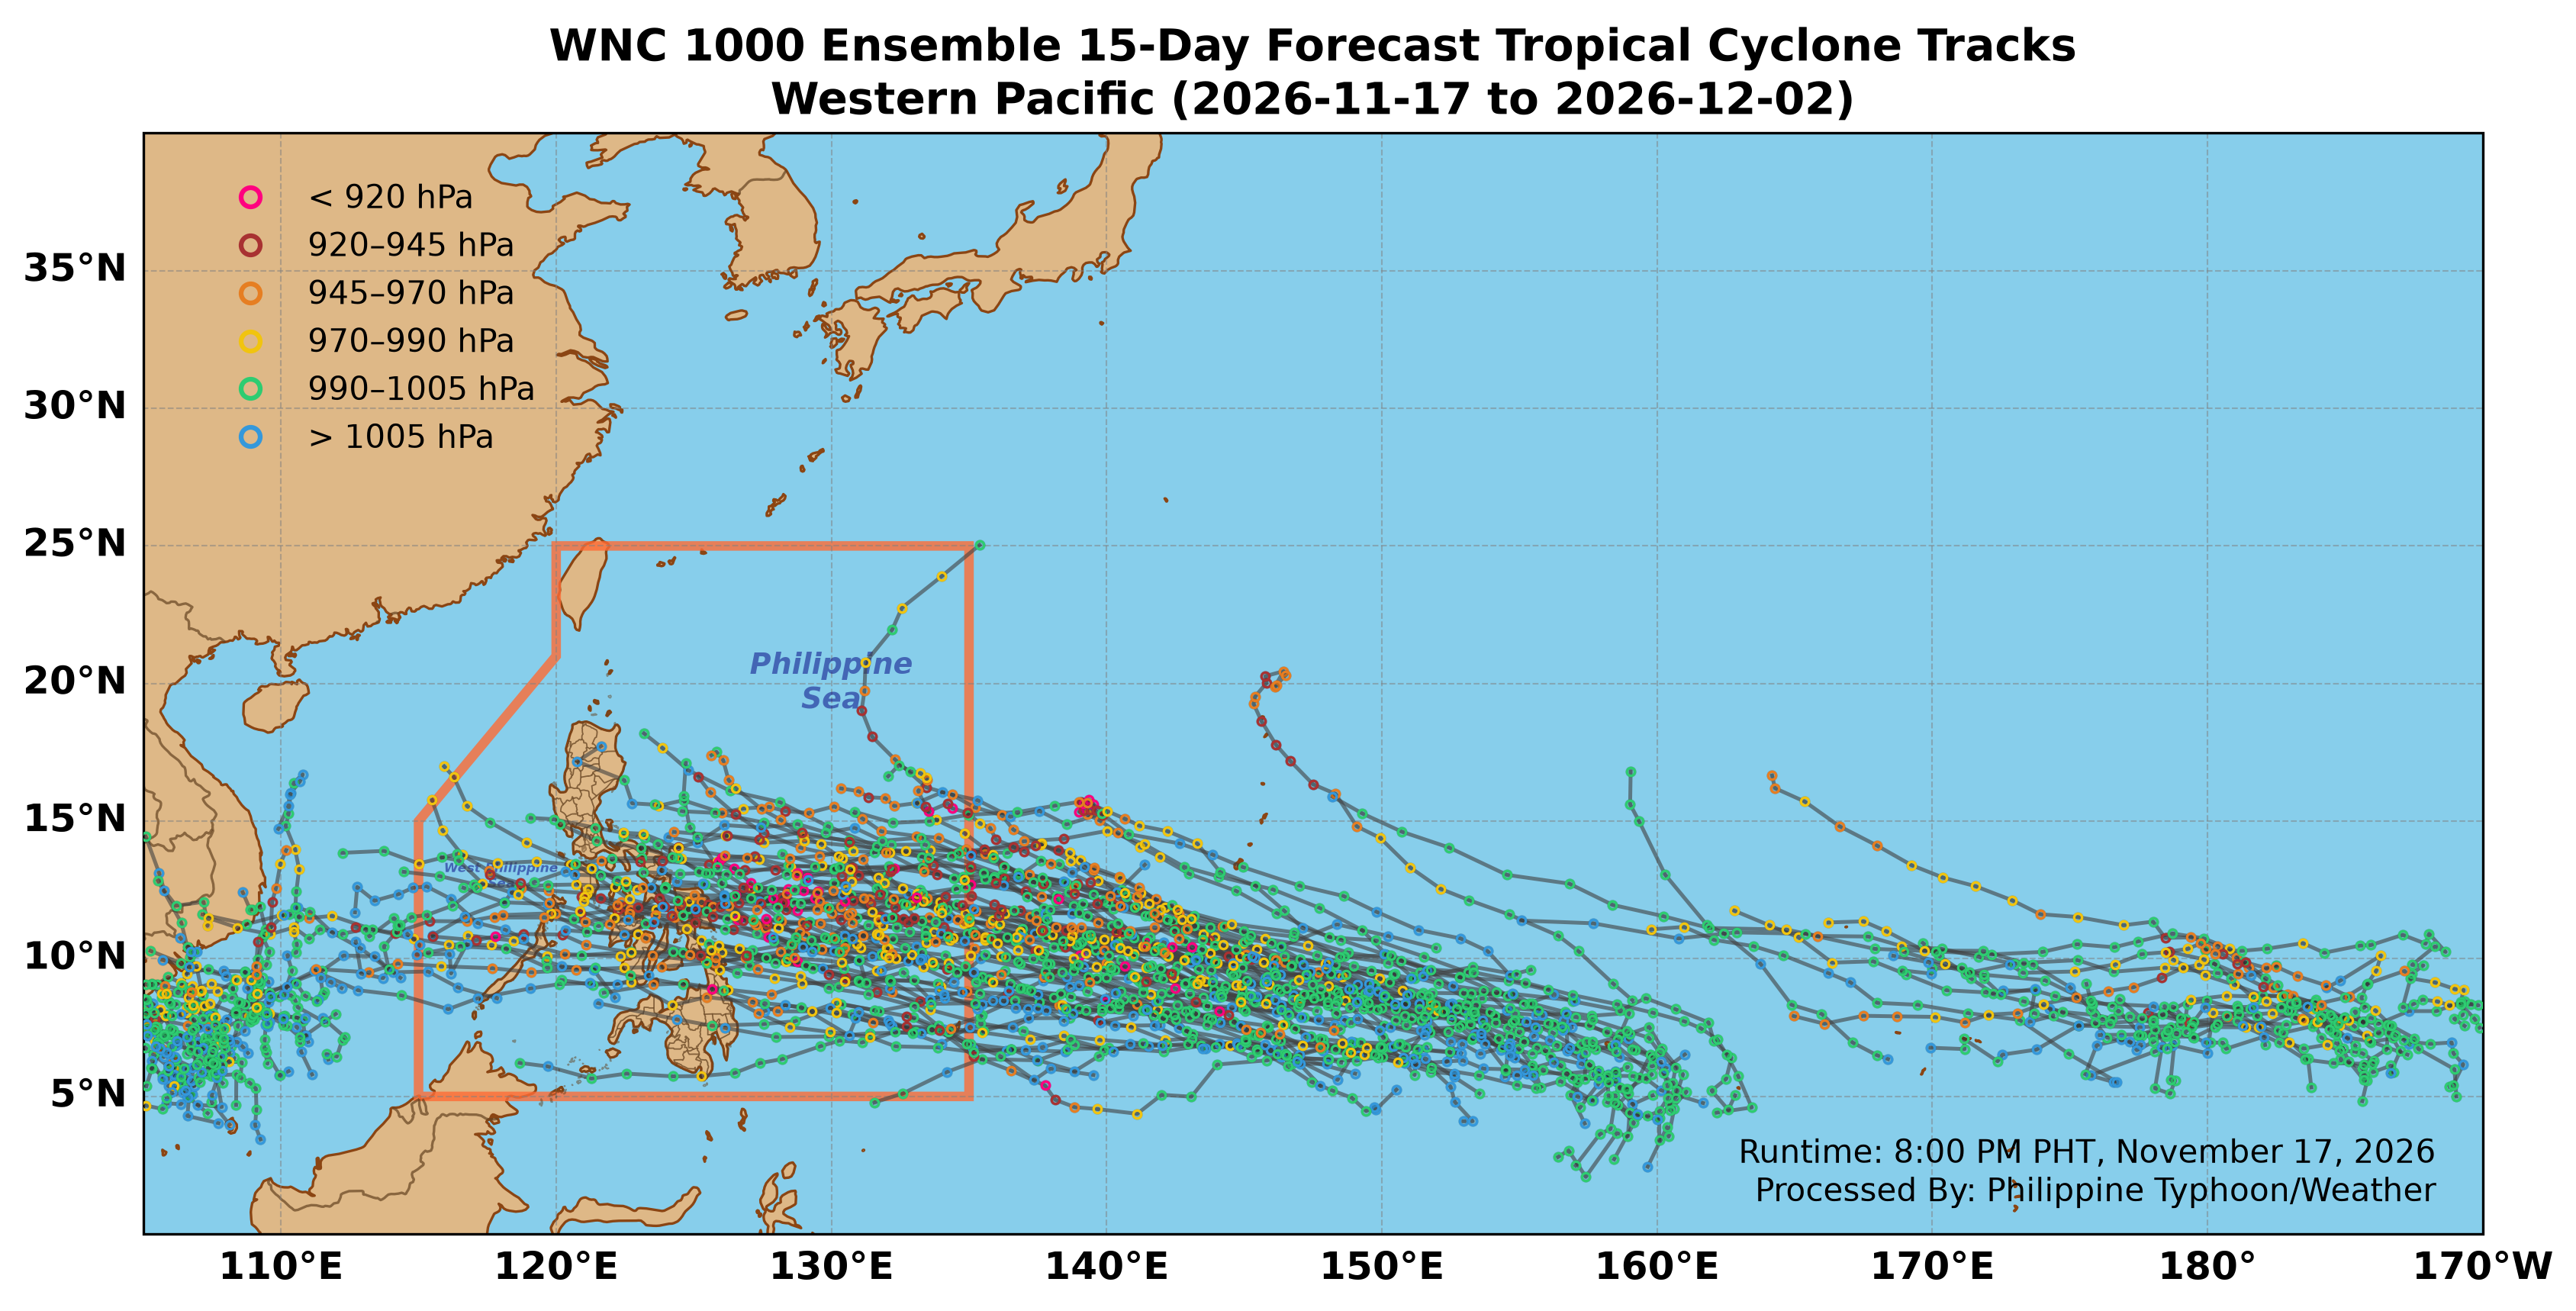 WNC 1000 Ensemble 15-Day Forecast Tropical Cyclone Tracks
Western Pacific (2026-11-17 to 2026-12-02)
< 920 hPa
920–945 hPa
945–970 hPa
970–990 hPa
990–1005 hPa
> 1005 hPa
35°N
30°N
25°N
20°N
15°N
10°N
5°N
Philippine
Sea
West Philippine
Sea
Runtime: 8:00 PM PHT, November 17, 2026
Processed By: Philippine Typhoon/Weather
110°E
120°E
130°E
140°E
150°E
160°E
170°E
180°
170°W